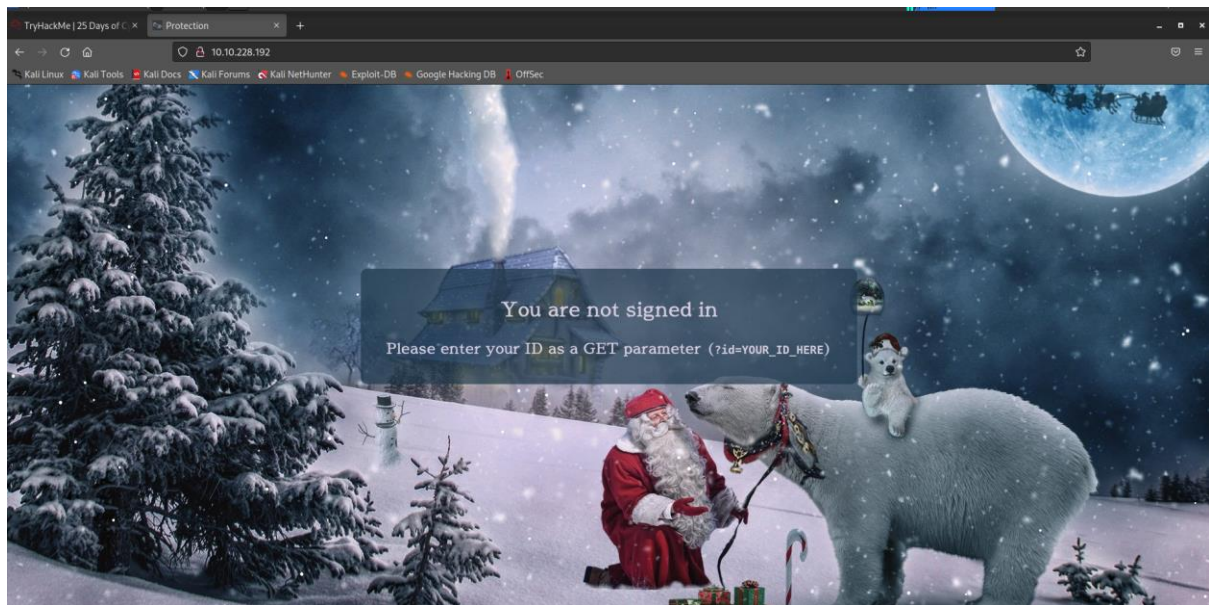 TryHackMe | 25 Days of C
Protection
10.10.228.192
Kali Linux Kali Tools Kali Docs Kali Forums Kali NetHunter Exploit-DB Google Hacking DB OffSec
You are not signed in
Please enter your ID as a GET parameter (?id=YOUR_ID_HERE)